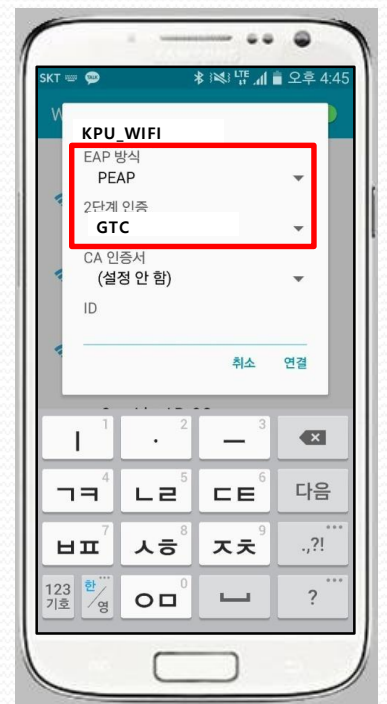 SKT 오후 4:45
W
KPU_WIFI
EAP 방식
PEAP
2단계 인증
GTC
CA 인증서
(설정 안 함)
ID
취소 연결
ㅣ 1 · 2 ㅡ 3
ㄱㅋ 4 ㄴㄹ 5 ㄷㅌ 6 다음
ㅂㅍ 7 ㅅㅎ 8 ㅈㅊ 9 .,?!
123 기호 한/영 ㅇㅁ 0 ?